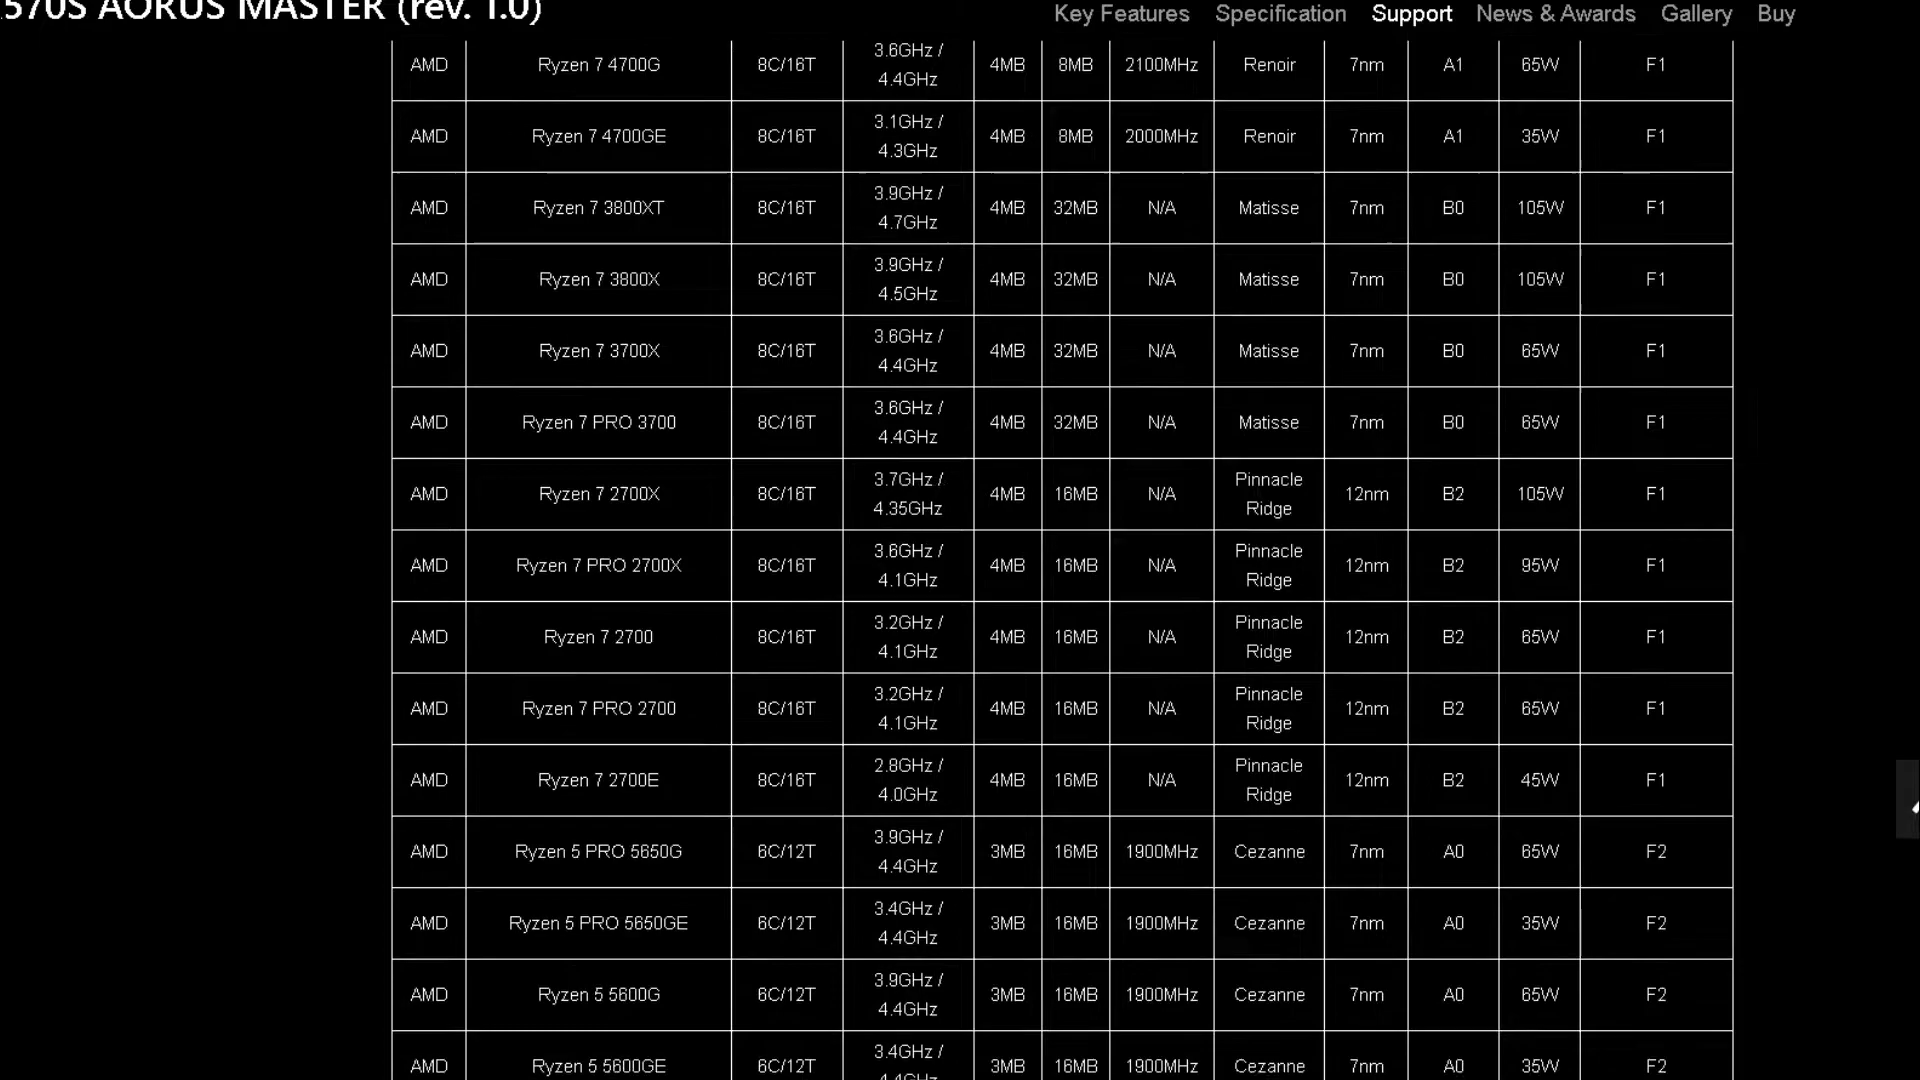 .570S AORUS MASTER (rev. 1.0)
Key Features Specification Support News & Awards Gallery Buy
AMD Ryzen 7 4700G 8C/16T 3.6GHz / 4.4GHz 4MB 8MB 2100MHz Renoir 7nm A1 65W F1
AMD Ryzen 7 4700GE 8C/16T 3.1GHz / 4.3GHz 4MB 8MB 2000MHz Renoir 7nm A1 35W F1
AMD Ryzen 7 3800XT 8C/16T 3.9GHz / 4.7GHz 4MB 32MB N/A Matisse 7nm B0 105W F1
AMD Ryzen 7 3800X 8C/16T 3.9GHz / 4.5GHz 4MB 32MB N/A Matisse 7nm B0 105W F1
AMD Ryzen 7 3700X 8C/16T 3.6GHz / 4.4GHz 4MB 32MB N/A Matisse 7nm B0 65W F1
AMD Ryzen 7 PRO 3700 8C/16T 3.6GHz / 4.4GHz 4MB 32MB N/A Matisse 7nm B0 65W F1
AMD Ryzen 7 2700X 8C/16T 3.7GHz / 4.35GHz 4MB 16MB N/A Pinnacle Ridge 12nm B2 105W F1
AMD Ryzen 7 PRO 2700X 8C/16T 3.6GHz / 4.1GHz 4MB 16MB N/A Pinnacle Ridge 12nm B2 95W F1
AMD Ryzen 7 2700 8C/16T 3.2GHz / 4.1GHz 4MB 16MB N/A Pinnacle Ridge 12nm B2 65W F1
AMD Ryzen 7 PRO 2700 8C/16T 3.2GHz / 4.1GHz 4MB 16MB N/A Pinnacle Ridge 12nm B2 65W F1
AMD Ryzen 7 2700E 8C/16T 2.8GHz / 4.0GHz 4MB 16MB N/A Pinnacle Ridge 12nm B2 45W F1
AMD Ryzen 5 PRO 5650G 6C/12T 3.9GHz / 4.4GHz 3MB 16MB 1900MHz Cezanne 7nm A0 65W F2
AMD Ryzen 5 PRO 5650GE 6C/12T 3.4GHz / 4.4GHz 3MB 16MB 1900MHz Cezanne 7nm A0 35W F2
AMD Ryzen 5 5600G 6C/12T 3.9GHz / 4.4GHz 3MB 16MB 1900MHz Cezanne 7nm A0 65W F2
AMD Ryzen 5 5600GE 6C/12T 3.4GHz / 4.4GHz 3MB 16MB 1900MHz Cezanne 7nm A0 35W F2